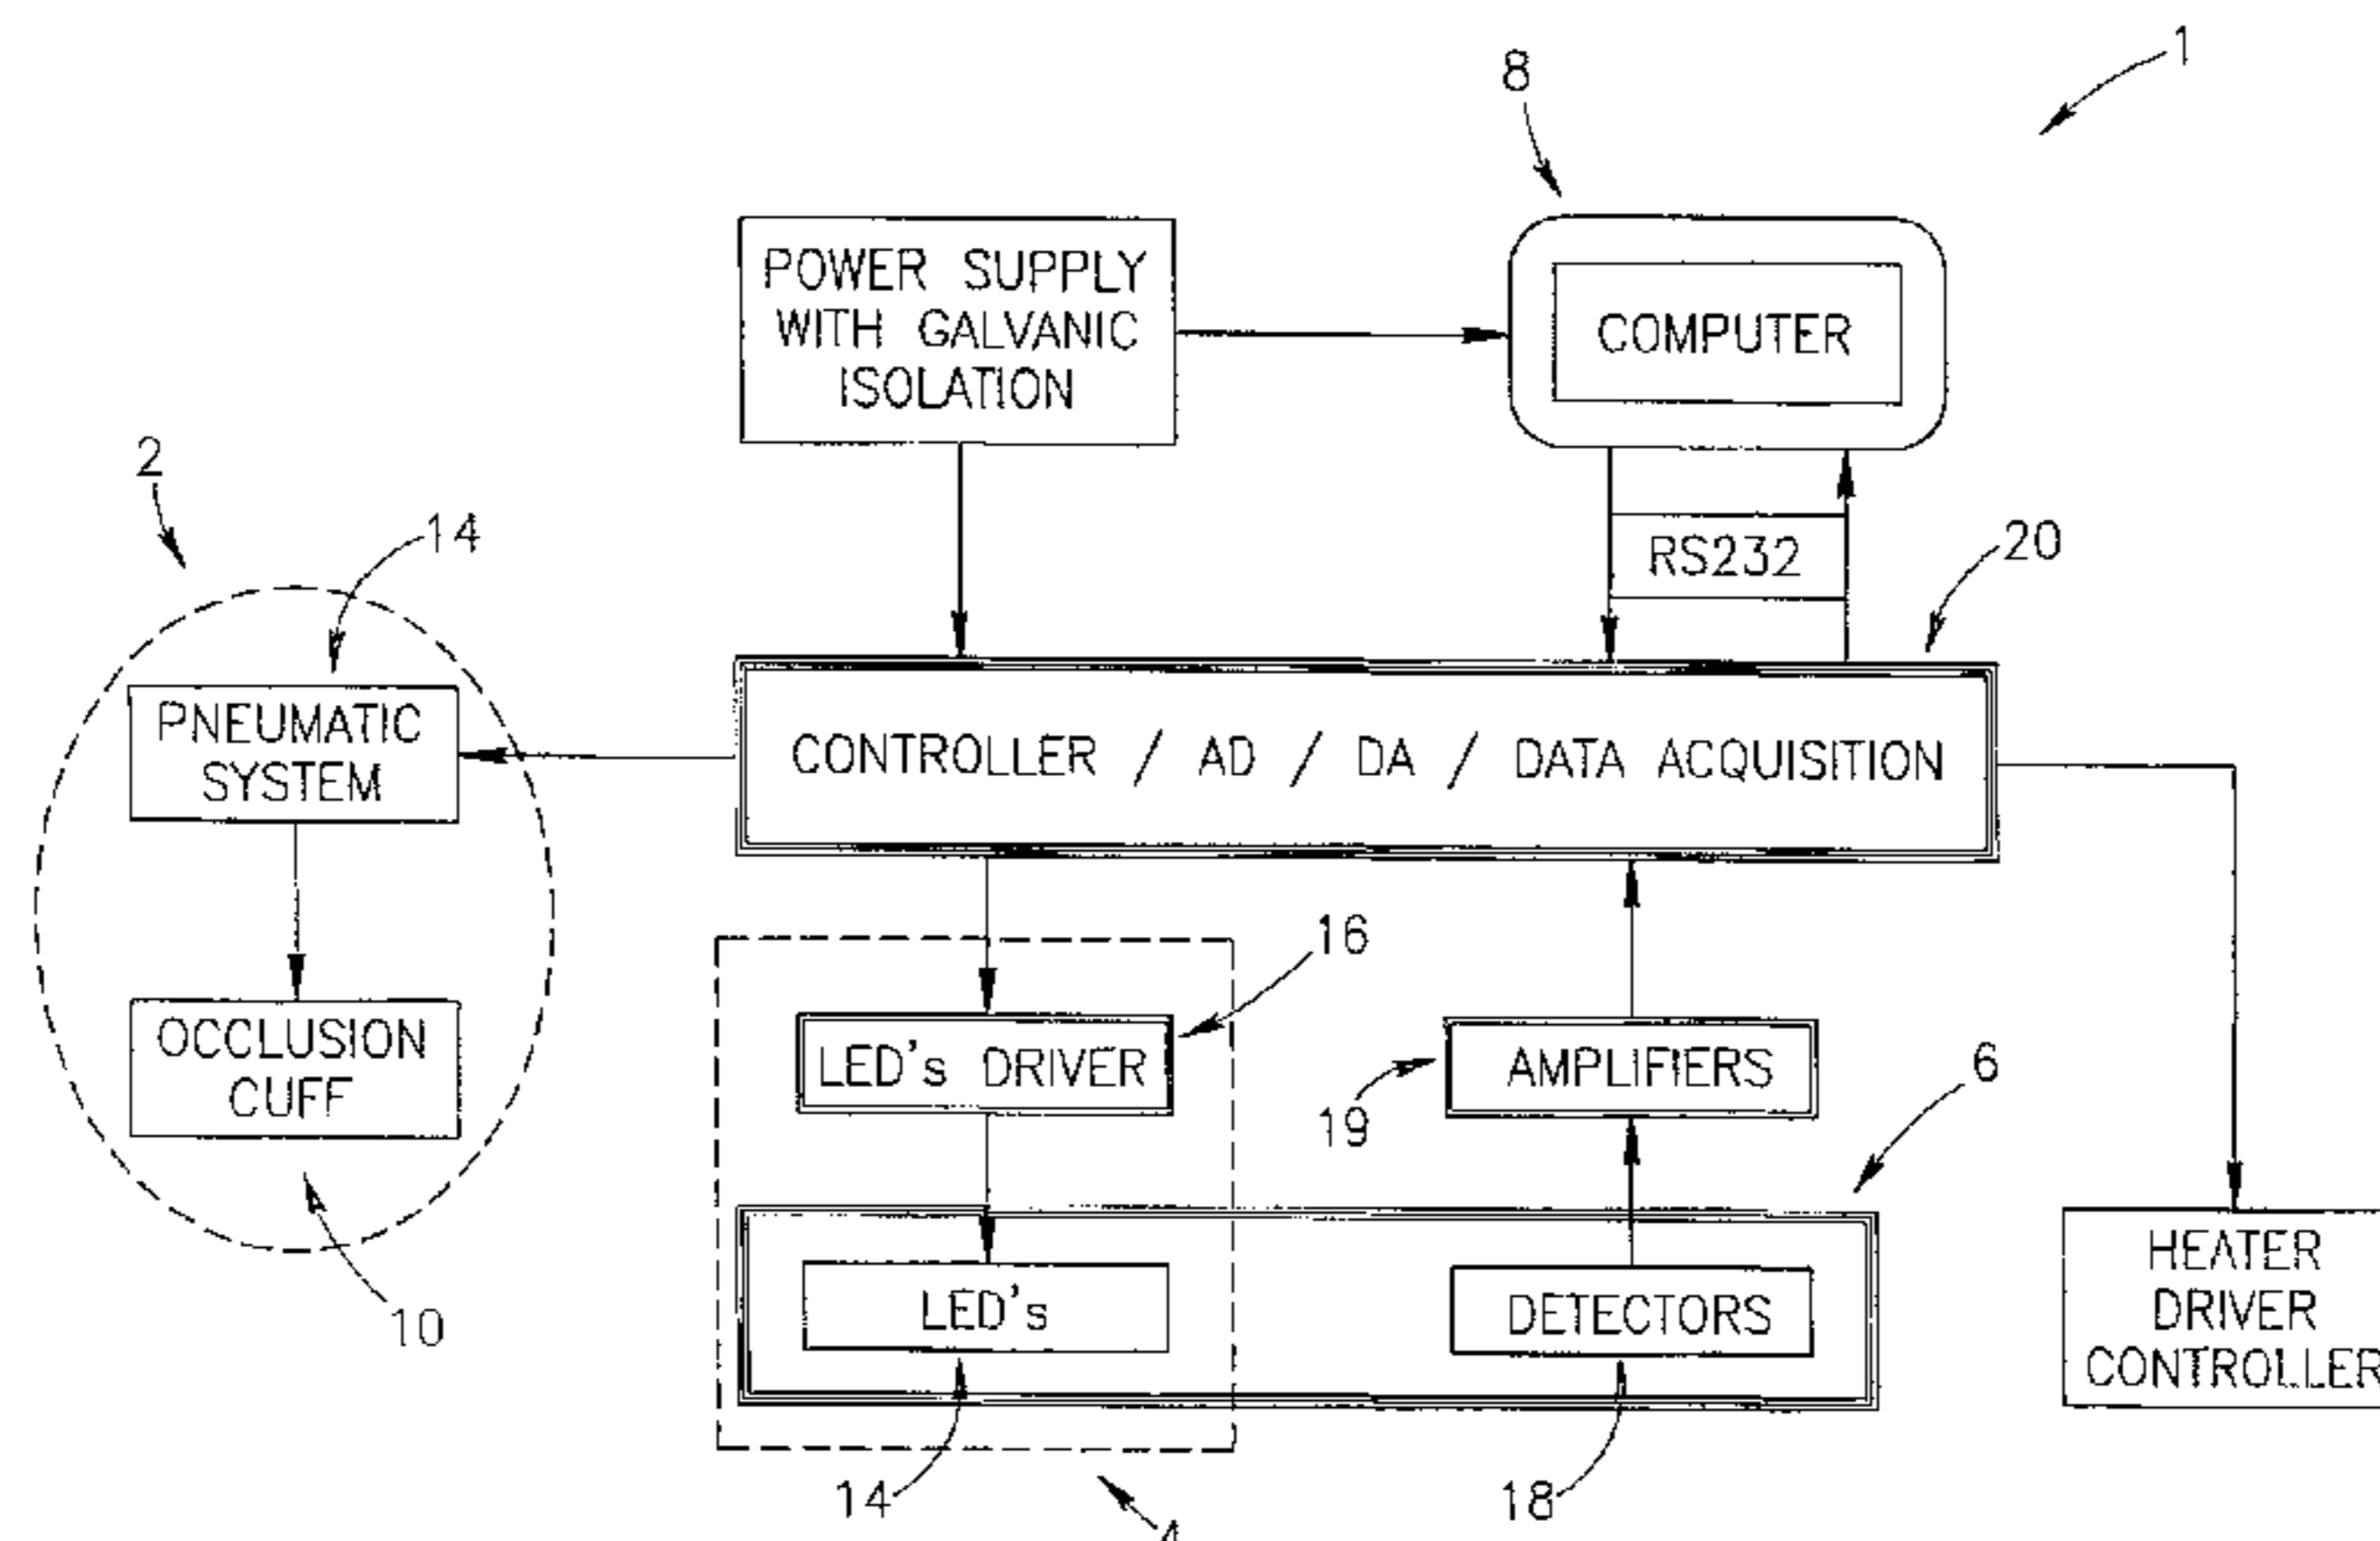 1
8
POWER SUPPLY
WITH GALVANIC
ISOLATION
COMPUTER
2
14
RS232
20
PNEUMATIC
SYSTEM
CONTROLLER / AD / DA / DATA ACQUISITION
16
OCCLUSION
CUFF
LED's DRIVER
AMPLIFIERS
6
19
10
LED's
DETECTORS
HEATER
DRIVER
CONTROLLER
14
18
4